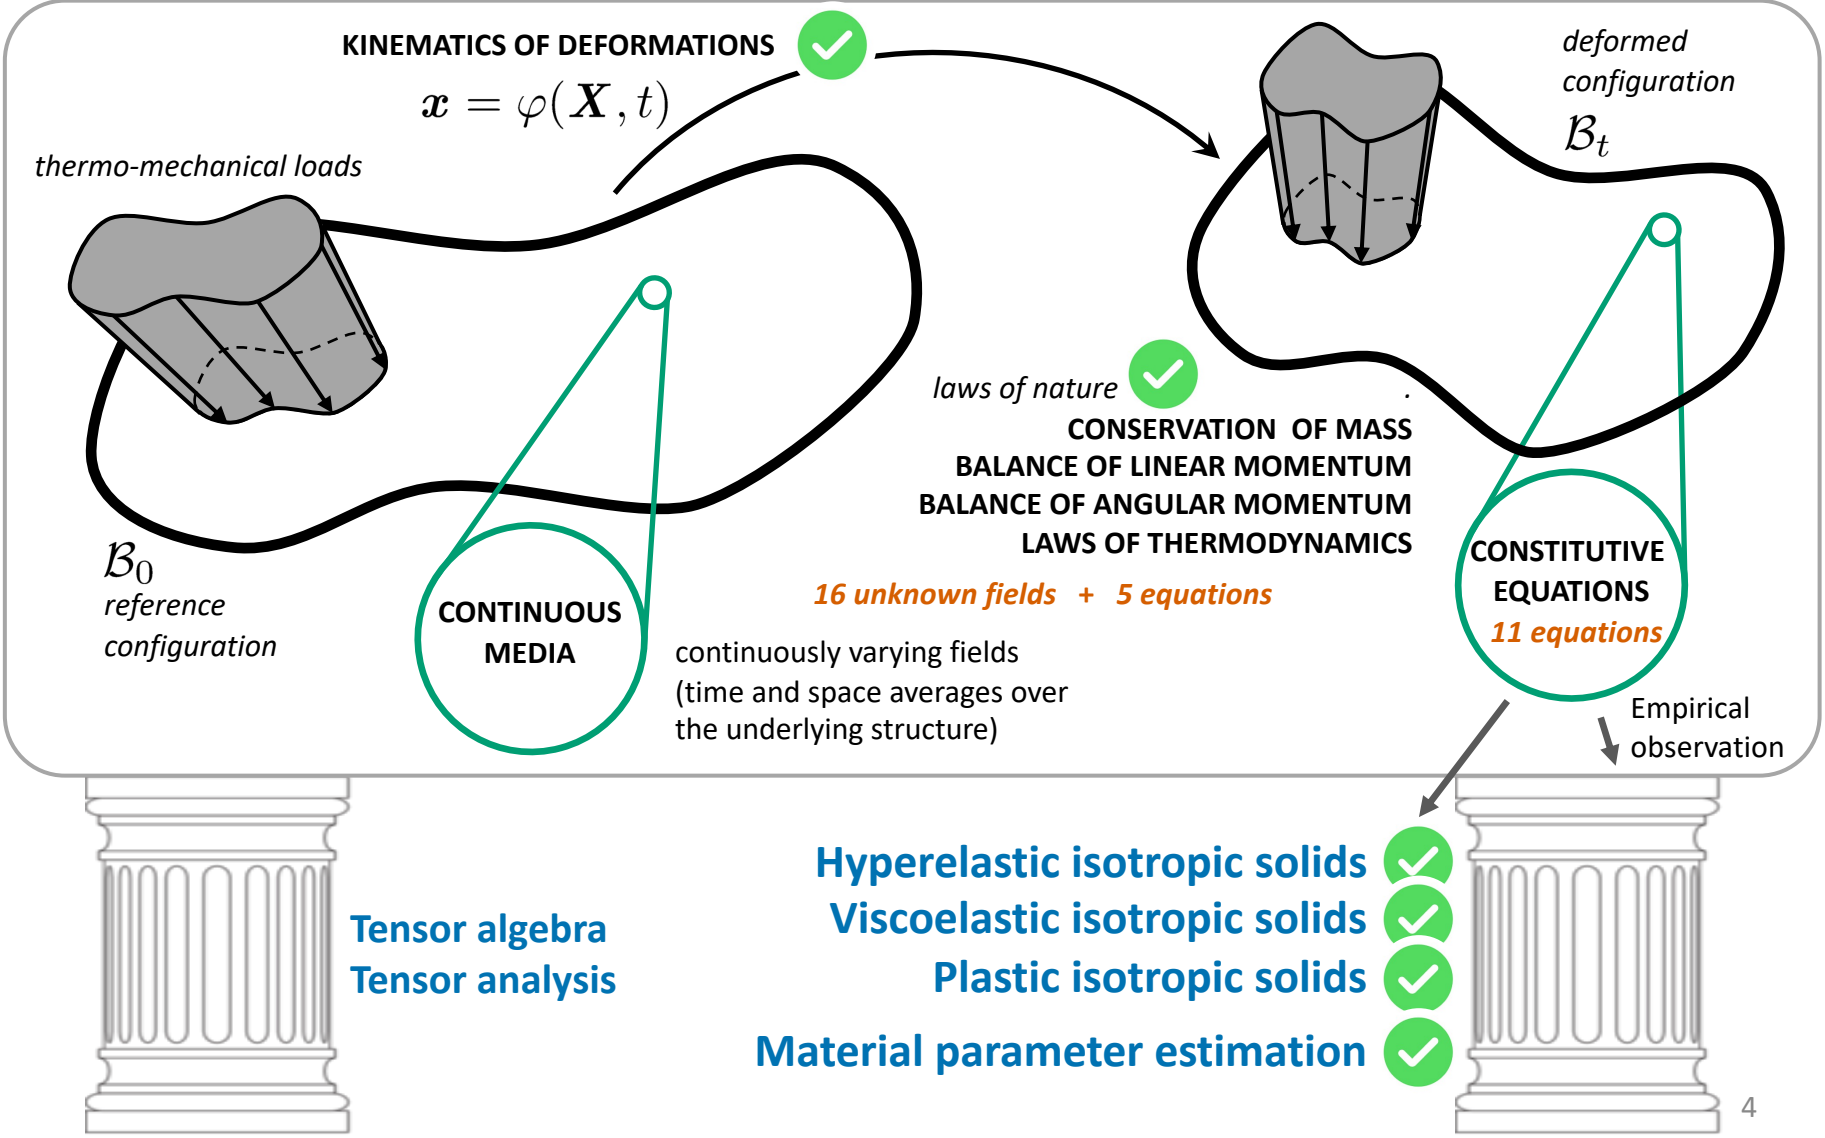 KINEMATICS OF DEFORMATIONS
x = φ(X, t)
thermo-mechanical loads
deformed
configuration
ℬt
laws of nature
.
CONSERVATION OF MASS
BALANCE OF LINEAR MOMENTUM
BALANCE OF ANGULAR MOMENTUM
LAWS OF THERMODYNAMICS
16 unknown fields + 5 equations
ℬ0
reference
configuration
CONTINUOUS
MEDIA
continuously varying fields
(time and space averages over
the underlying structure)
CONSTITUTIVE
EQUATIONS
11 equations
Empirical
observation
Tensor algebra
Tensor analysis
Hyperelastic isotropic solids
Viscoelastic isotropic solids
Plastic isotropic solids
Material parameter estimation
4